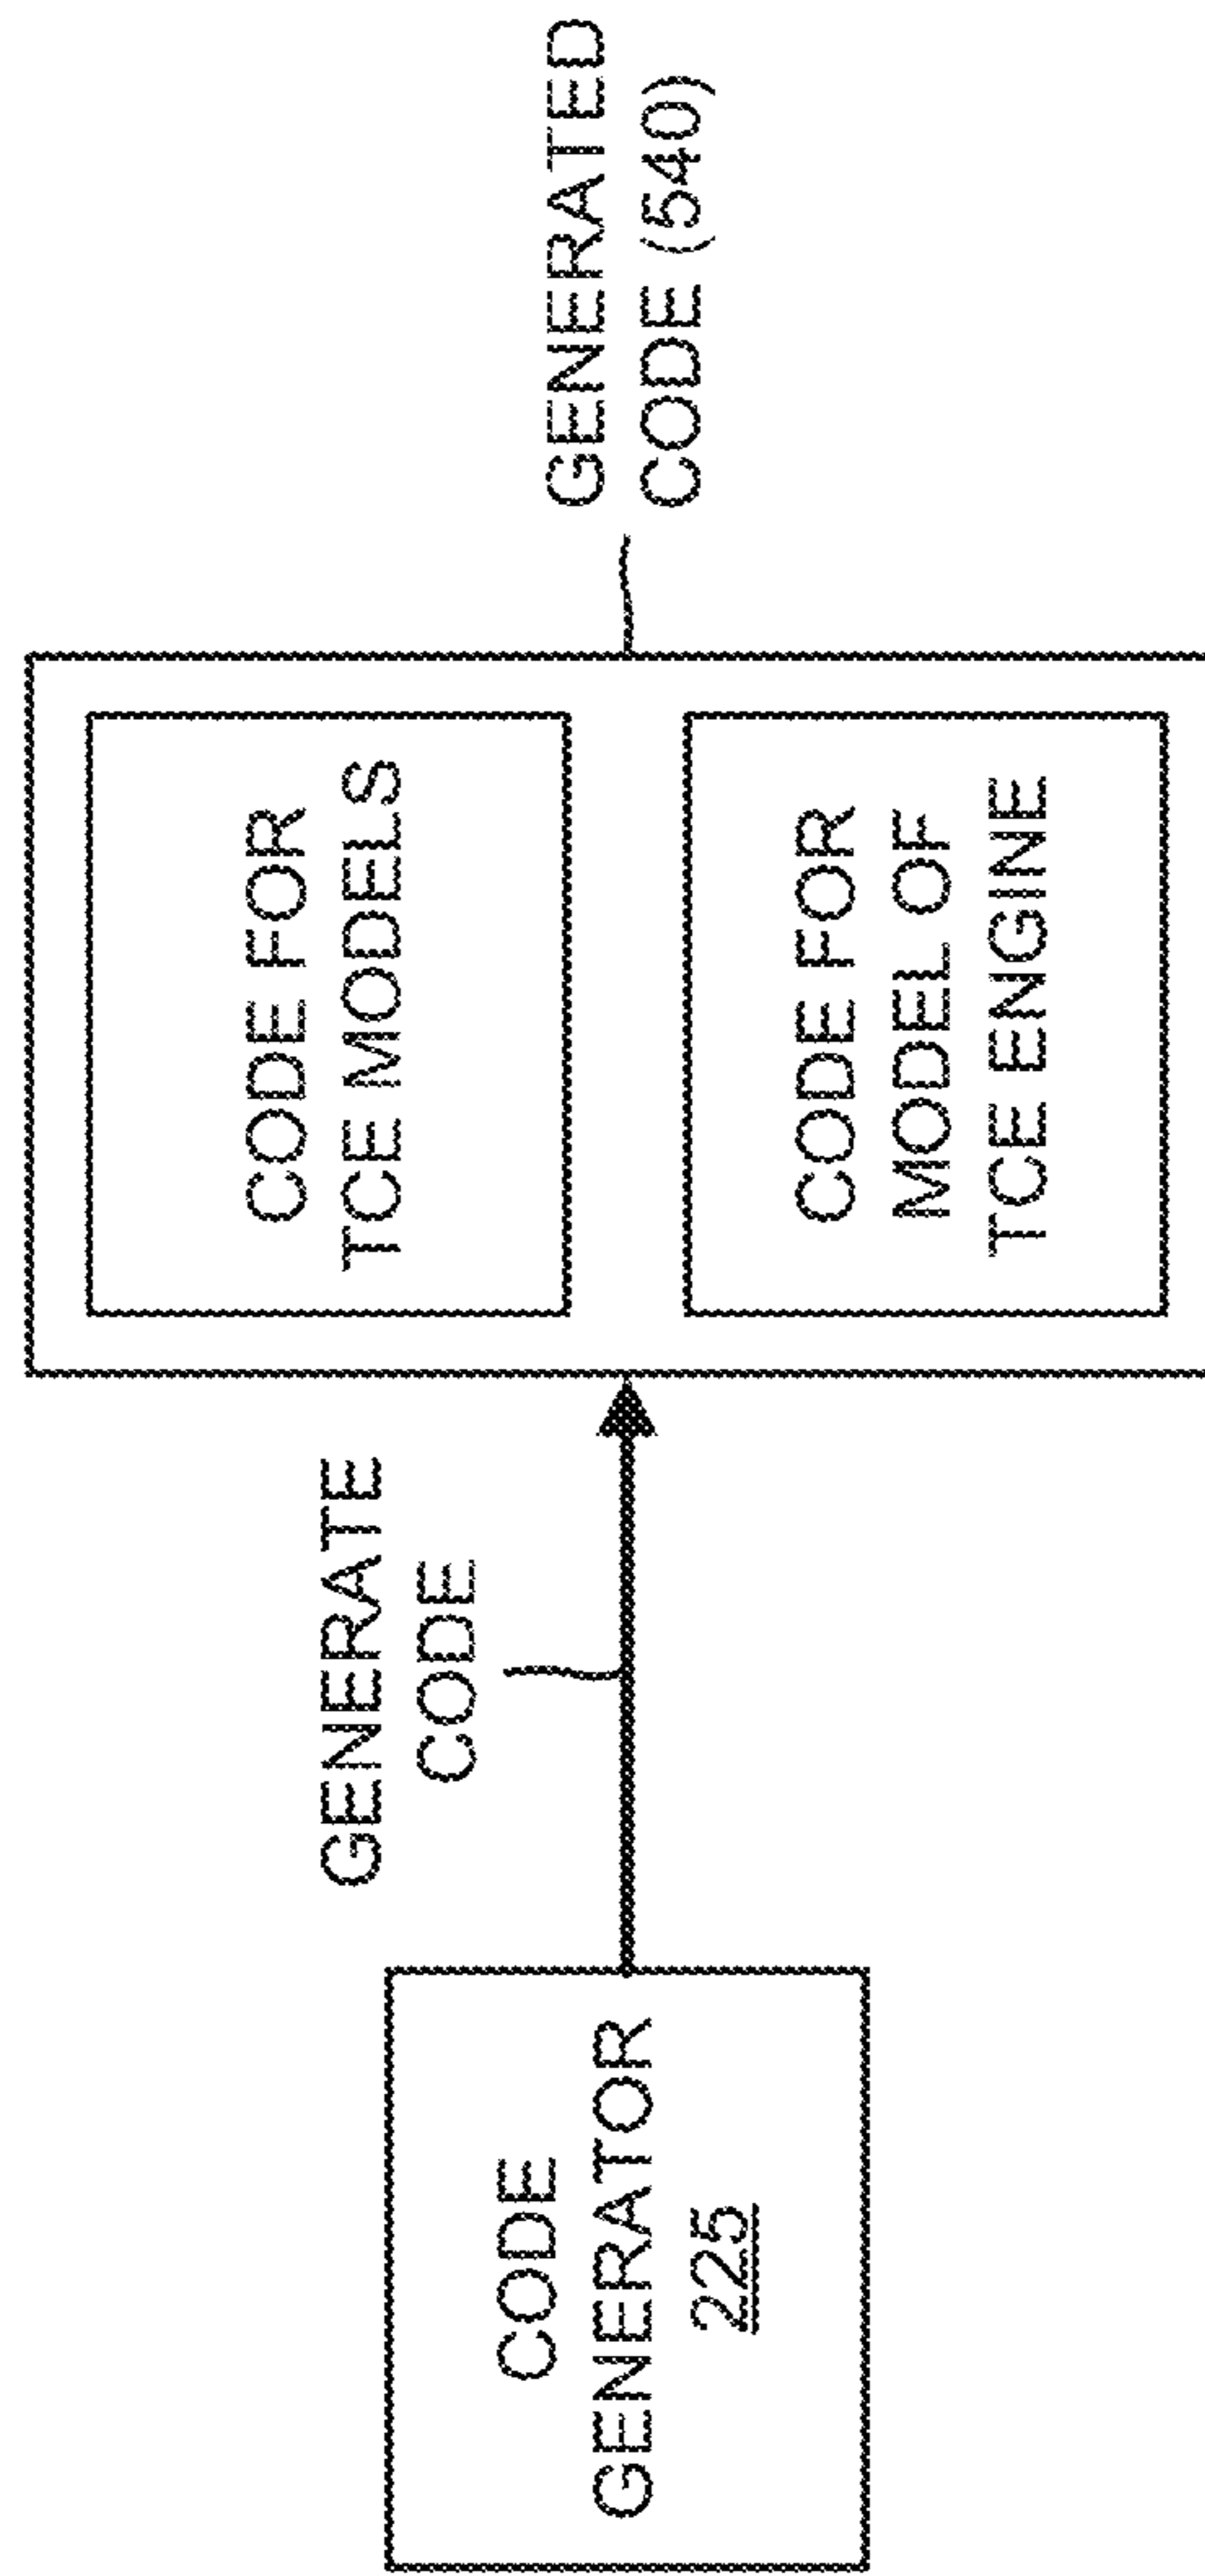 CODE
GENERATOR
225
GENERATE
CODE
CODE FOR
TCE MODELS
CODE FOR
MODEL OF
TCE ENGINE
GENERATED
CODE (540)